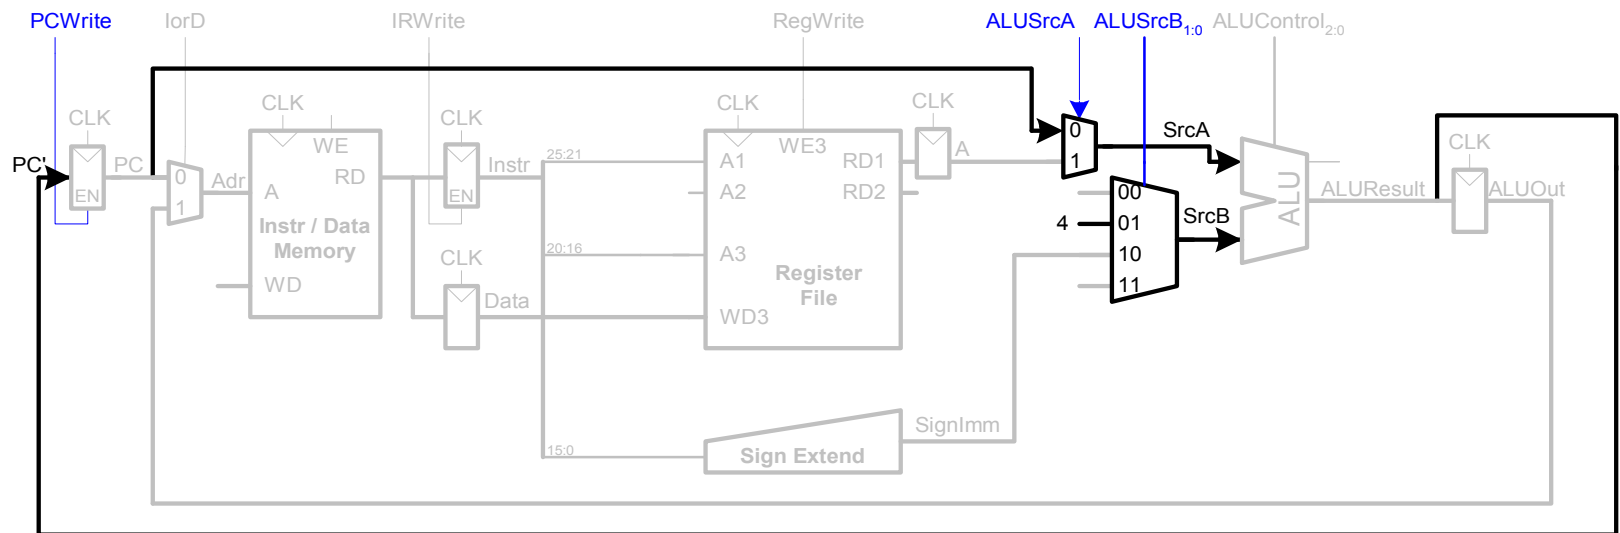 PCWrite IorD IRWrite RegWrite ALUSrcA ALUSrcB1:0 ALUControl2:0
CLK CLK CLK CLK CLK
0 SrcA
CLK
PC' PC WE Instr 25:21 A1 WE3 RD1 A 1
EN 0 Adr A RD EN A2 RD2 00 ALU ALUResult ALUOut
1 4 01 SrcB
Instr / Data
Memory
CLK 20:16 A3 10
Register
File
WD Data 11
WD3
SignImm
15:0 Sign Extend